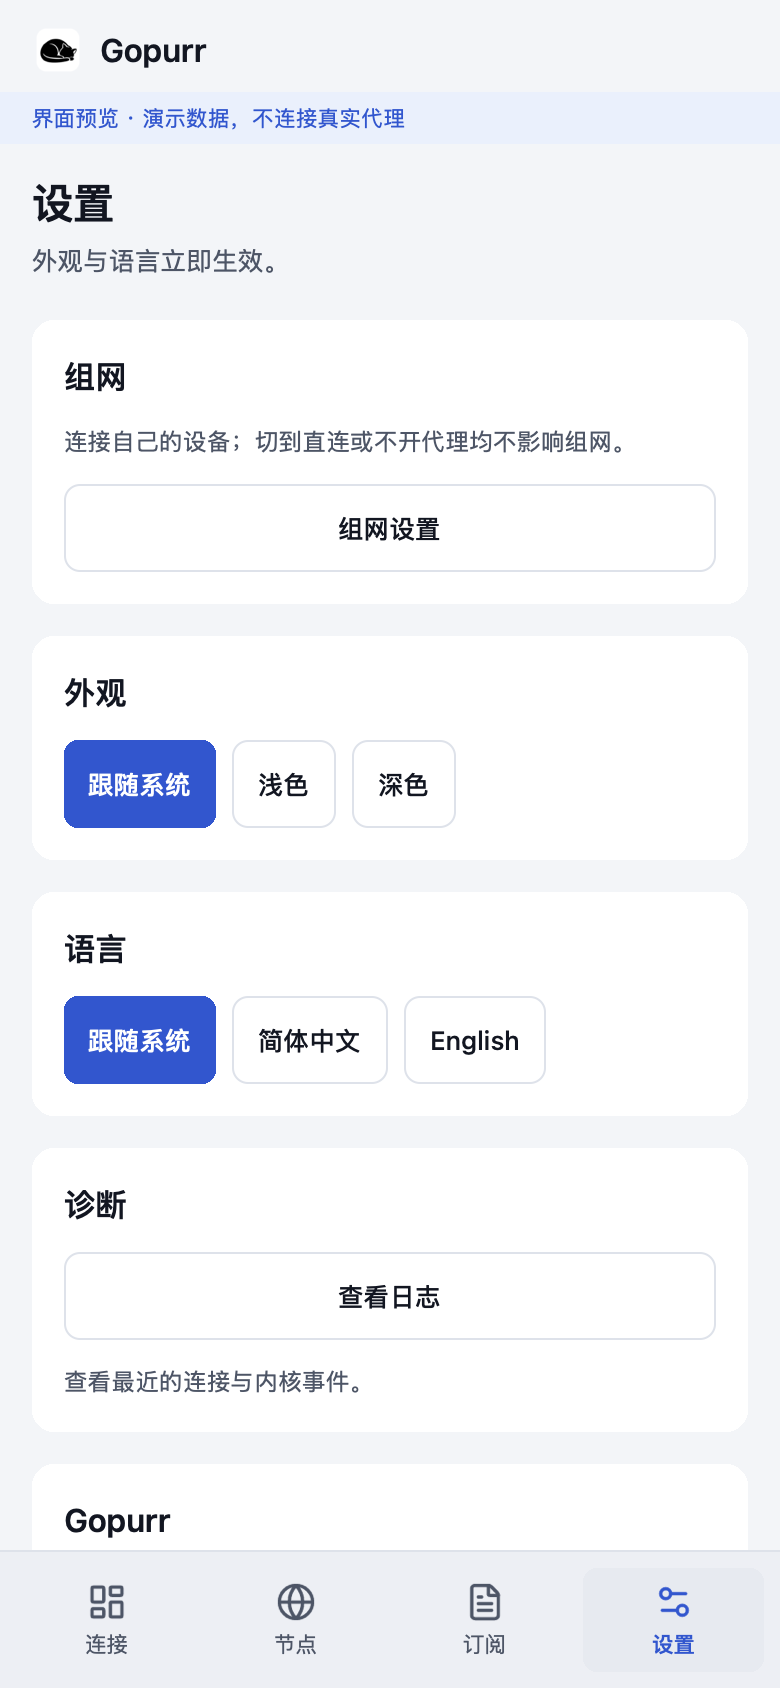 Gopurr
界面预览 · 演示数据，不连接真实代理
设置
外观与语言立即生效。
组网
连接自己的设备；切到直连或不开代理均不影响组网。
组网设置
外观
跟随系统
浅色
深色
语言
跟随系统
简体中文
English
诊断
查看日志
查看最近的连接与内核事件。
Gopurr
连接
节点
订阅
设置